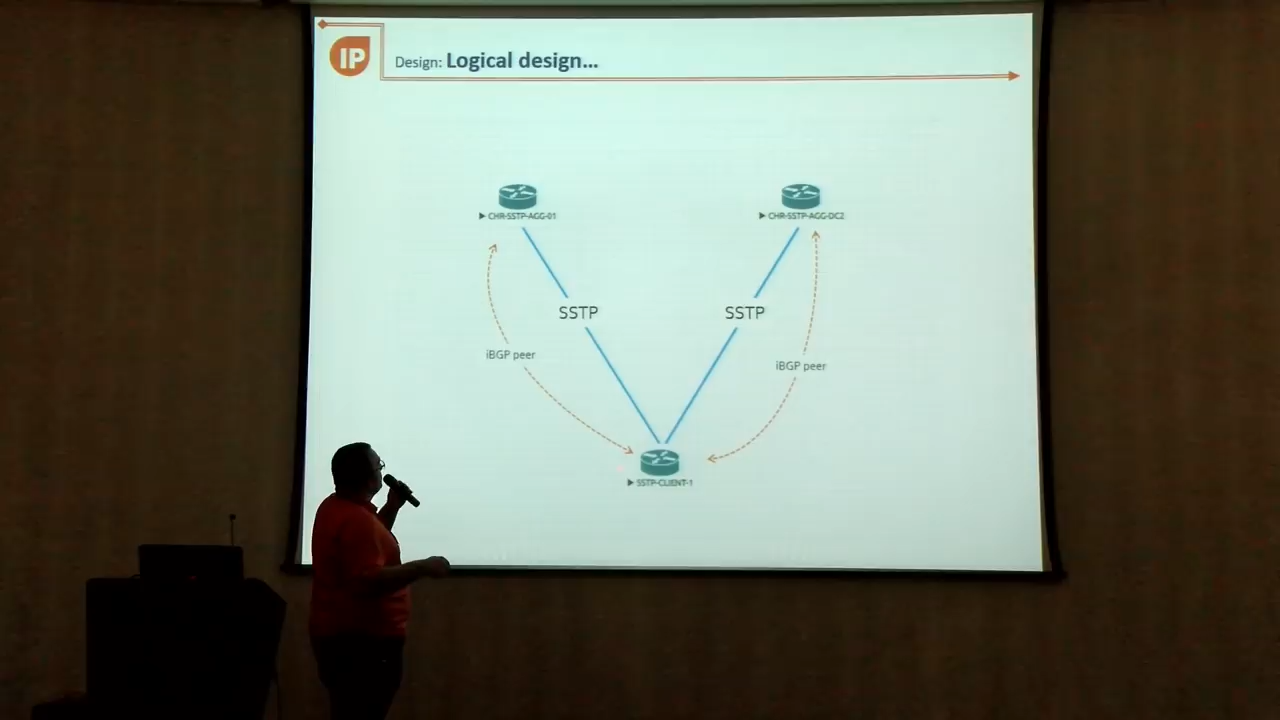 IP
Design: Logical design...
CHR-SSTP-AGG-01
CHR-SSTP-AGG-DC2
SSTP
SSTP
iBGP peer
iBGP peer
SSTP-CLIENT-1